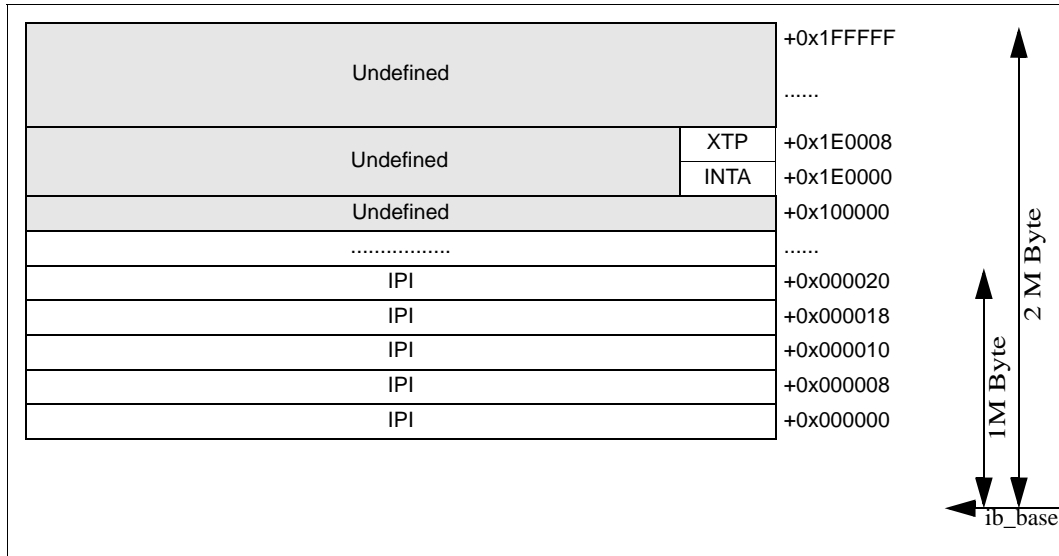 +0x1FFFFF
Undefined
......
XTP +0x1E0008
Undefined
INTA +0x1E0000
Undefined +0x100000
................. ......
IPI +0x000020
IPI +0x000018
IPI +0x000010
IPI +0x000008
IPI +0x000000
2 M Byte
1M Byte
ib_base